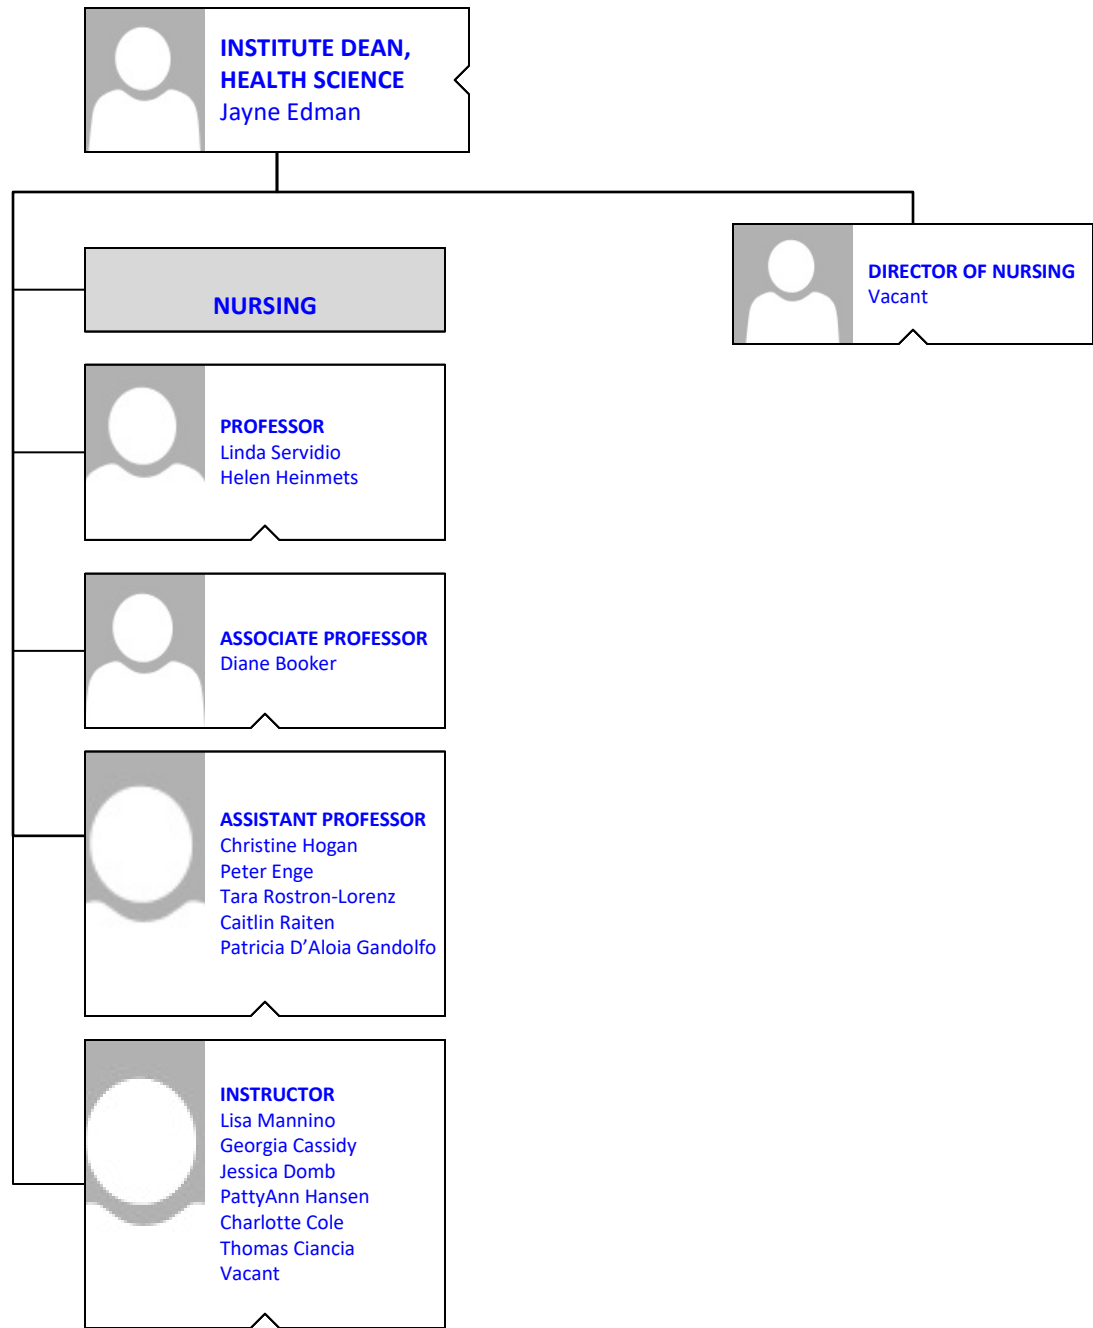 INSTITUTE DEAN,
HEALTH SCIENCE
Jayne Edman
DIRECTOR OF NURSING
Vacant
NURSING
PROFESSOR
Linda Servidio
Helen Heinmets
ASSOCIATE PROFESSOR
Diane Booker
ASSISTANT PROFESSOR
Christine Hogan
Peter Enge
Tara Rostron-Lorenz
Caitlin Raiten
Patricia D’Aloia Gandolfo
INSTRUCTOR
Lisa Mannino
Georgia Cassidy
Jessica Domb
PattyAnn Hansen
Charlotte Cole
Thomas Ciancia
Vacant